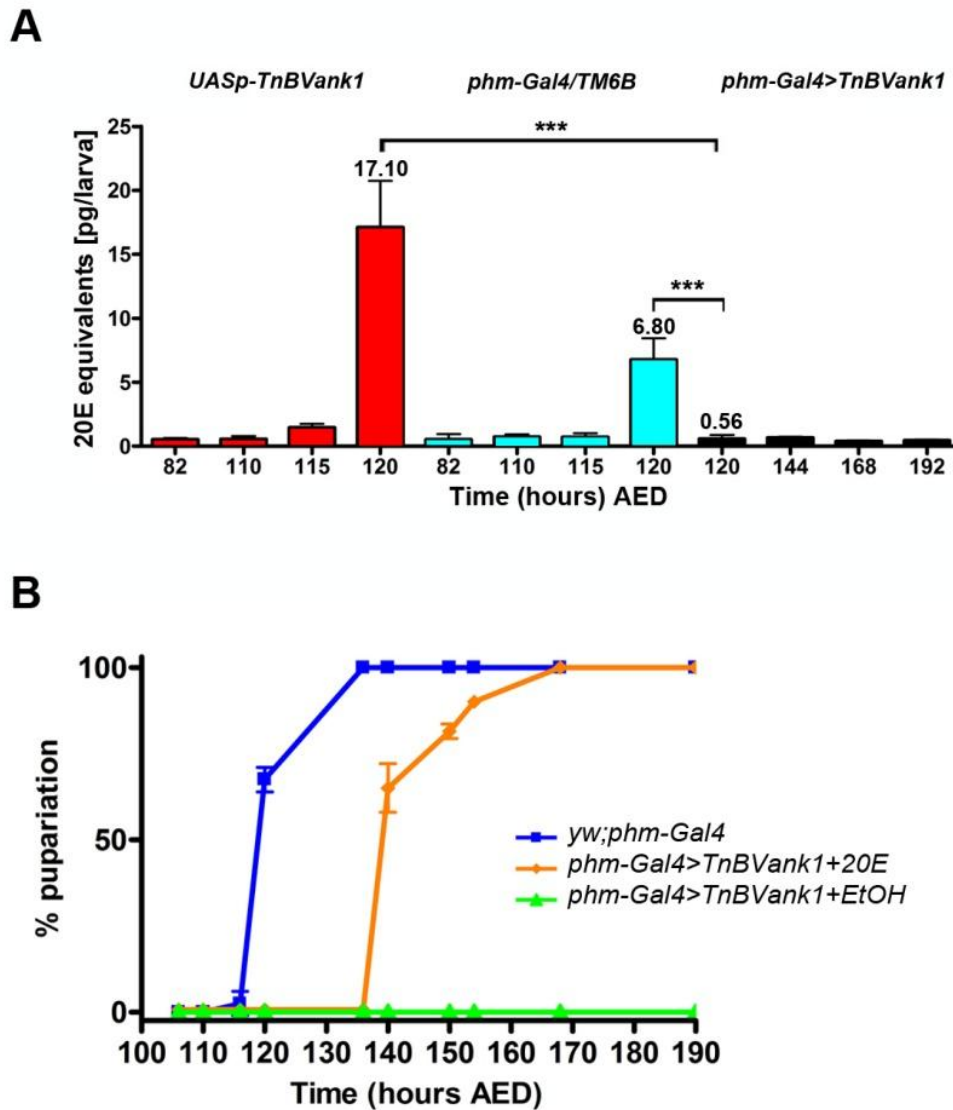 A
UASp-TnBVank1 phm-Gal4/TM6B phm-Gal4>TnBVank1
25
20
15
10
5
0
20E equivalents [pg/larva]
***
17.10
***
6.80
0.56
82 110 115 120 82 110 115 120 120 144 168 192
Time (hours) AED
B
100
50
0
% pupariation
yw;phm-Gal4
phm-Gal4>TnBVank1+20E
phm-Gal4>TnBVank1+EtOH
100 110 120 130 140 150 160 170 180 190
Time (hours AED)